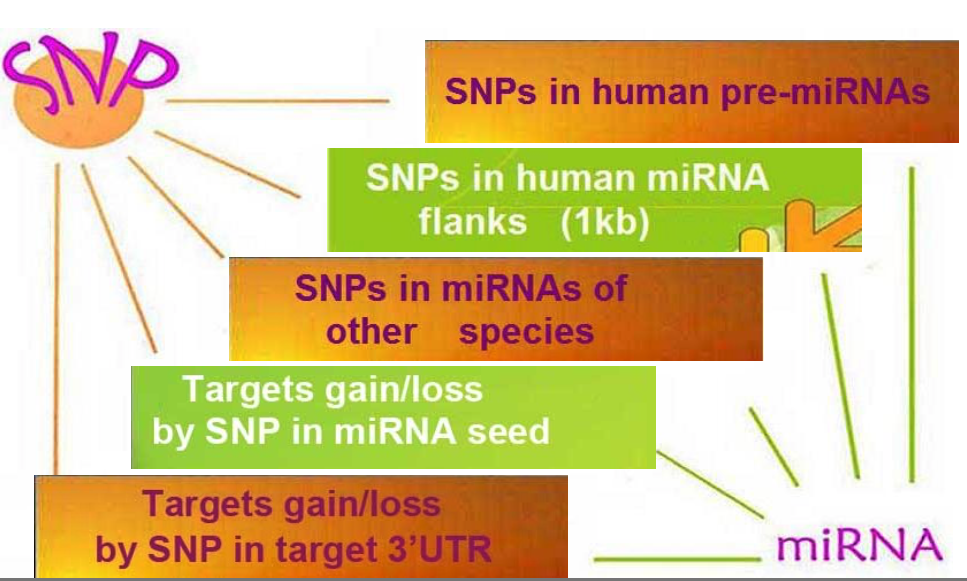 SNP
SNPs in human pre-miRNAs
SNPs in human miRNA
flanks (1kb)
SNPs in miRNAs of
other species
Targets gain/loss
by SNP in miRNA seed
Targets gain/loss
by SNP in target 3’UTR
miRNA